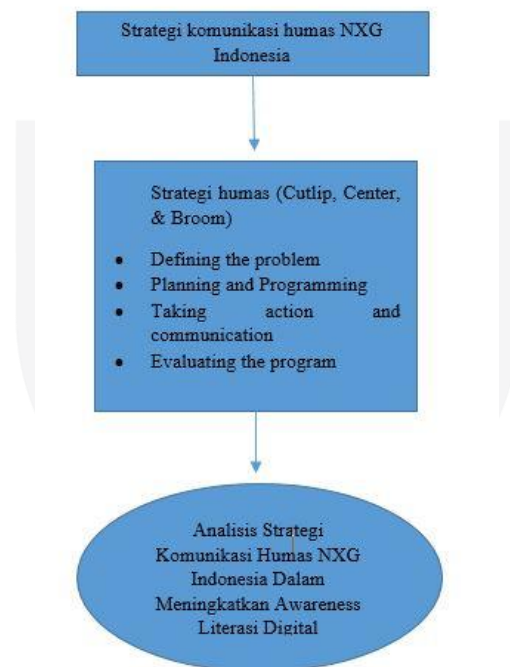 Strategi komunikasi humas NXG
Indonesia
Strategi humas (Cutlip, Center,
& Broom)
• Defining the problem
• Planning and Programming
• Taking action and
communication
• Evaluating the program
Analisis Strategi
Komunikasi Humas NXG
Indonesia Dalam
Meningkatkan Awareness
Literasi Digital